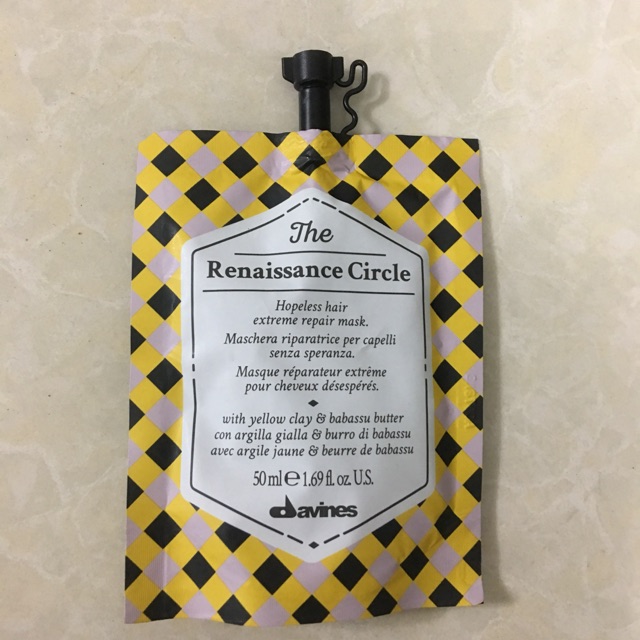 The
Renaissance Circle
Hopeless hair
extreme repair mask.
Maschera riparatrice per capelli
senza speranza.
Masque réparateur extrême
pour cheveux désespérés.
with yellow clay & babassu butter
con argilla gialla & burro di babassu
avec argile jaune & beurre de babassu
50 ml ℮ 1.69 fl. oz. U.S.
davines